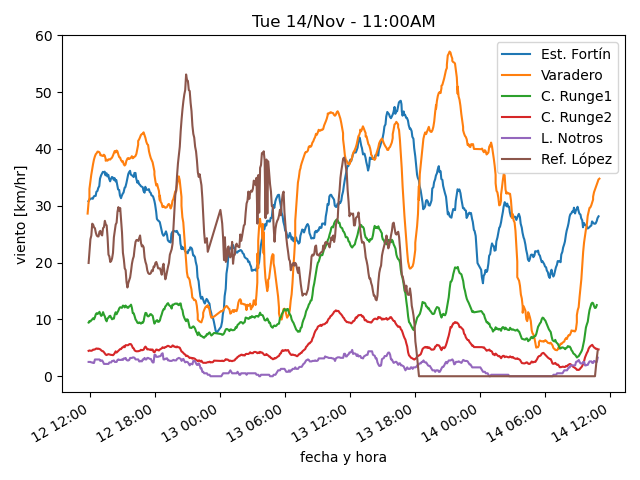 Tue 14/Nov - 11:00AM
60
50
40
30
20
10
0
viento [km/hr]
Est. Fortín
Varadero
C. Runge1
C. Runge2
L. Notros
Ref. López
12 12:00
12 18:00
13 00:00
13 06:00
13 12:00
13 18:00
14 00:00
14 06:00
14 12:00
fecha y hora